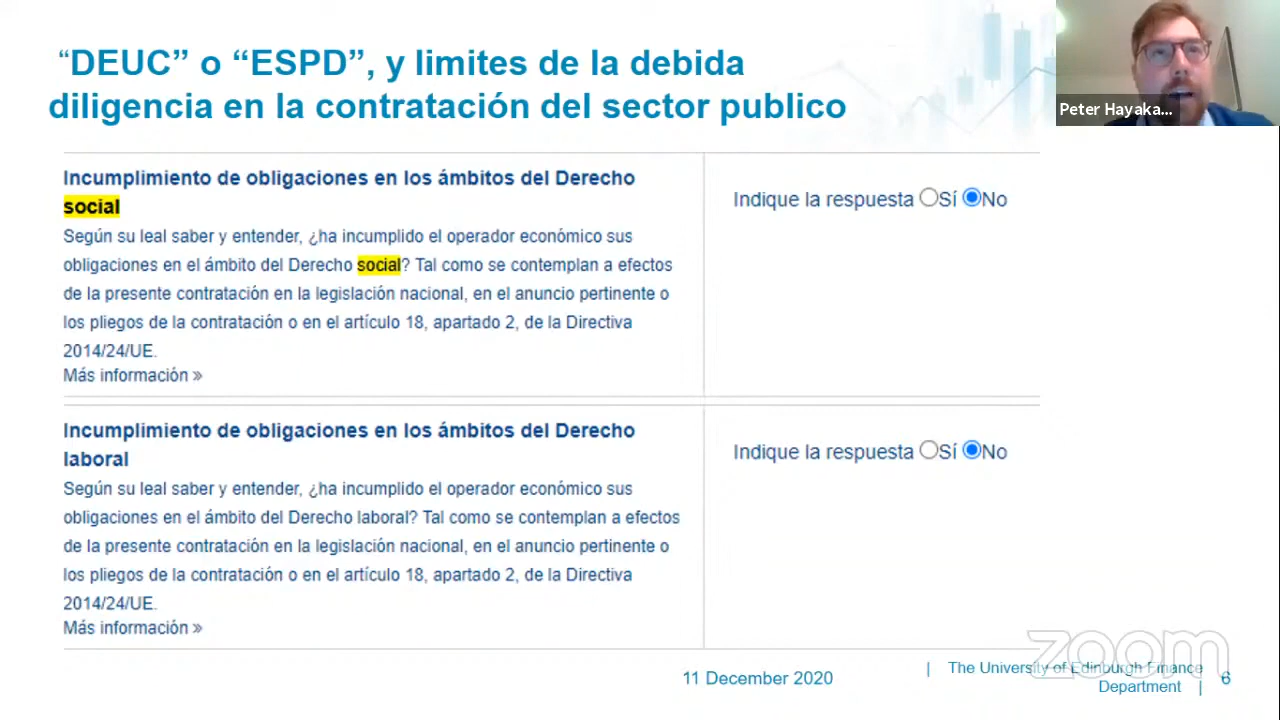 “DEUC” o “ESPD”, y limites de la debida
diligencia en la contratación del sector publico
Peter Hayaka...
Incumplimiento de obligaciones en los ámbitos del Derecho
social
Según su leal saber y entender, ¿ha incumplido el operador económico sus
obligaciones en el ámbito del Derecho social? Tal como se contemplan a efectos
de la presente contratación en la legislación nacional, en el anuncio pertinente o
los pliegos de la contratación o en el artículo 18, apartado 2, de la Directiva
2014/24/UE.
Más información »
Indique la respuesta Sí No
Incumplimiento de obligaciones en los ámbitos del Derecho
laboral
Según su leal saber y entender, ¿ha incumplido el operador económico sus
obligaciones en el ámbito del Derecho laboral? Tal como se contemplan a efectos
de la presente contratación en la legislación nacional, en el anuncio pertinente o
los pliegos de la contratación o en el artículo 18, apartado 2, de la Directiva
2014/24/UE.
Más información »
Indique la respuesta Sí No
zoom
11 December 2020
| The University of Edinburgh Finance
Department |
6